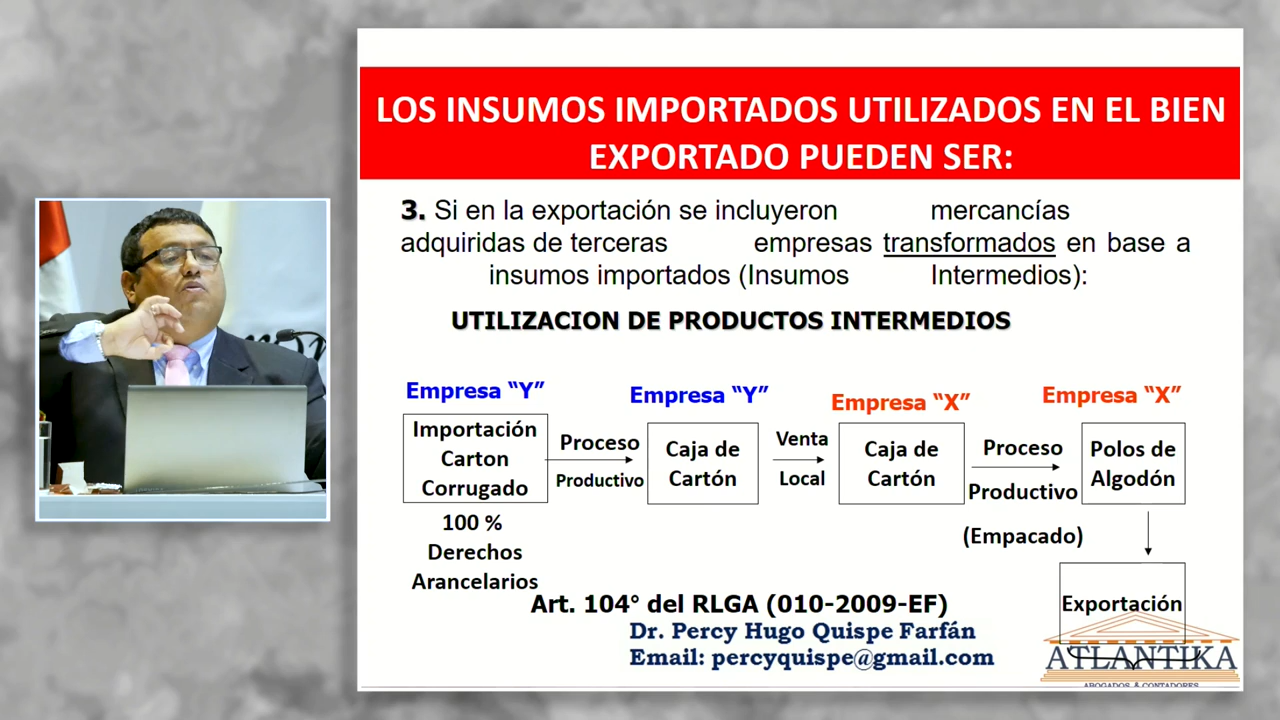 LOS INSUMOS IMPORTADOS UTILIZADOS EN EL BIEN
EXPORTADO PUEDEN SER:
3. Si en la exportación se incluyeron mercancías
adquiridas de terceras empresas transformados en base a
insumos importados (Insumos Intermedios):
UTILIZACION DE PRODUCTOS INTERMEDIOS
Empresa “Y”
Importación
Carton
Corrugado
100 %
Derechos
Arancelarios
Proceso
Productivo
Empresa “Y”
Caja de
Cartón
Venta
Local
Empresa “X”
Caja de
Cartón
Proceso
Productivo
(Empacado)
Empresa “X”
Polos de
Algodón
Exportación
Art. 104° del RLGA (010-2009-EF)
Dr. Percy Hugo Quispe Farfán
Email: percyquispe@gmail.com
ATLANTIKA
ABOGADOS & CONTADORES